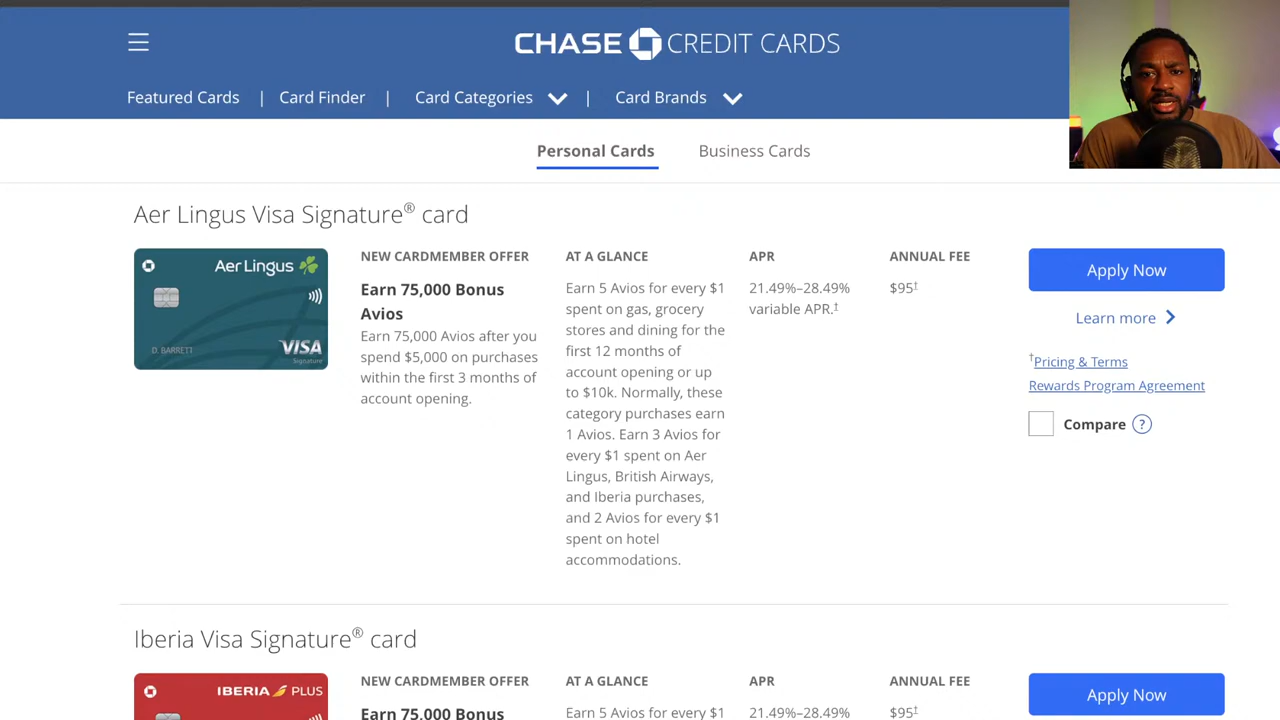 CHASE CREDIT CARDS
Featured Cards | Card Finder | Card Categories | Card Brands
Personal Cards Business Cards
Aer Lingus Visa Signature® card
Aer Lingus
D. BARRETT
VISA
Signature
NEW CARDMEMBER OFFER
Earn 75,000 Bonus
Avios
Earn 75,000 Avios after you
spend $5,000 on purchases
within the first 3 months of
account opening.
AT A GLANCE
Earn 5 Avios for every $1
spent on gas, grocery
stores and dining for the
first 12 months of
account opening or up
to $10k. Normally, these
category purchases earn
1 Avios. Earn 3 Avios for
every $1 spent on Aer
Lingus, British Airways,
and Iberia purchases,
and 2 Avios for every $1
spent on hotel
accommodations.
APR
21.49%–28.49%
variable APR.†
ANNUAL FEE
$95†
Apply Now
Learn more
†Pricing & Terms
Rewards Program Agreement
Compare ?
Iberia Visa Signature® card
IBERIA PLUS
NEW CARDMEMBER OFFER
Earn 75,000 Bonus
AT A GLANCE
Earn 5 Avios for every $1
APR
21.49%–28.49%
ANNUAL FEE
$95†
Apply Now